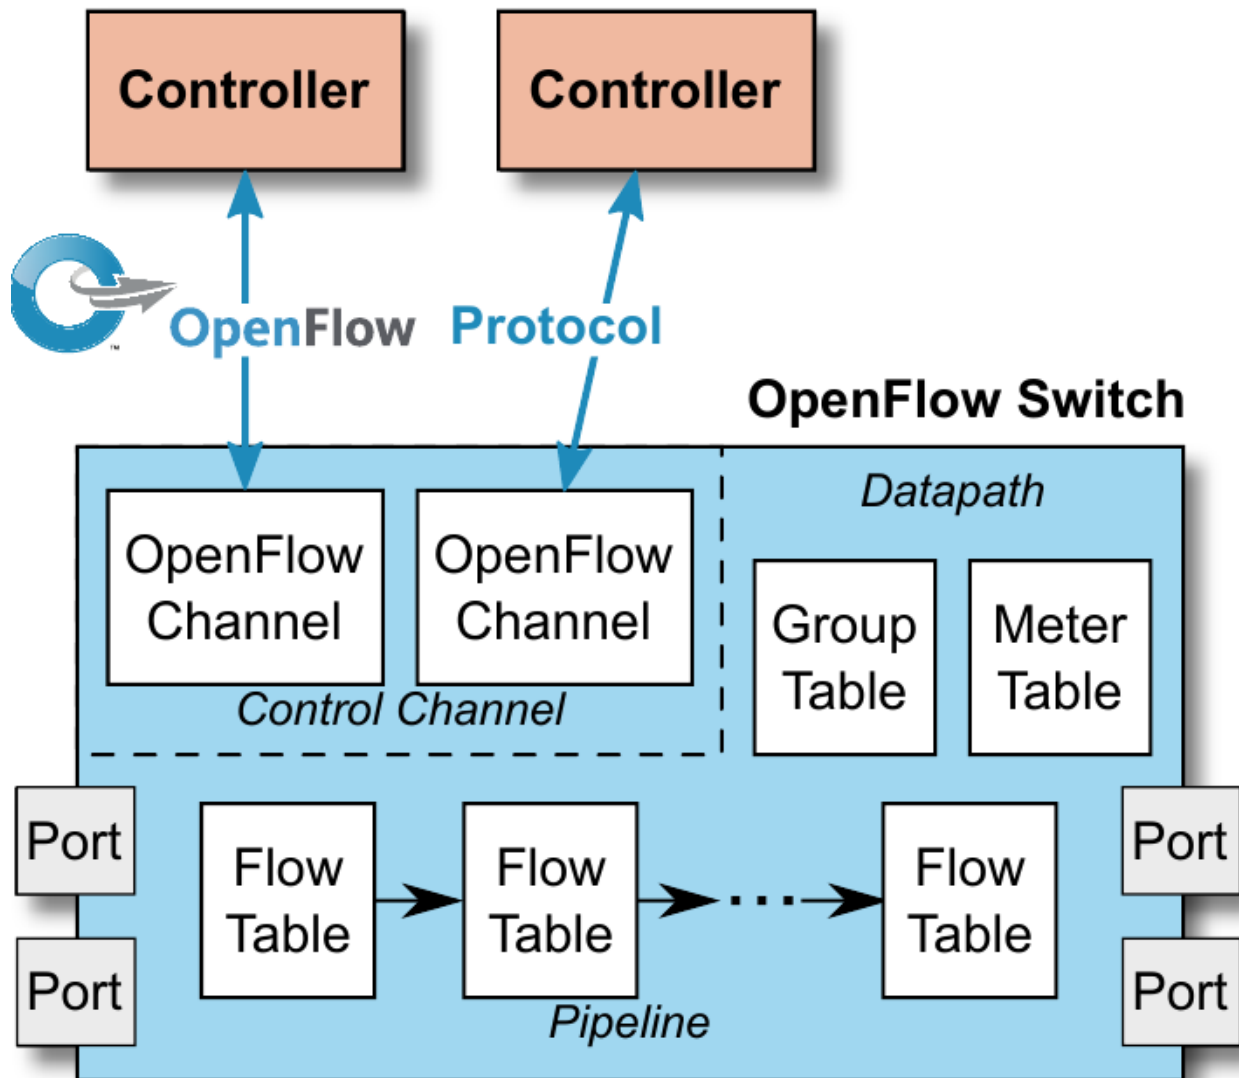 Controller
Controller
OpenFlow
™
Protocol
OpenFlow Switch
OpenFlow
Channel
OpenFlow
Channel
Control Channel
Datapath
Group
Table
Meter
Table
Port
Port
Flow
Table
Flow
Table
...
Flow
Table
Pipeline
Port
Port